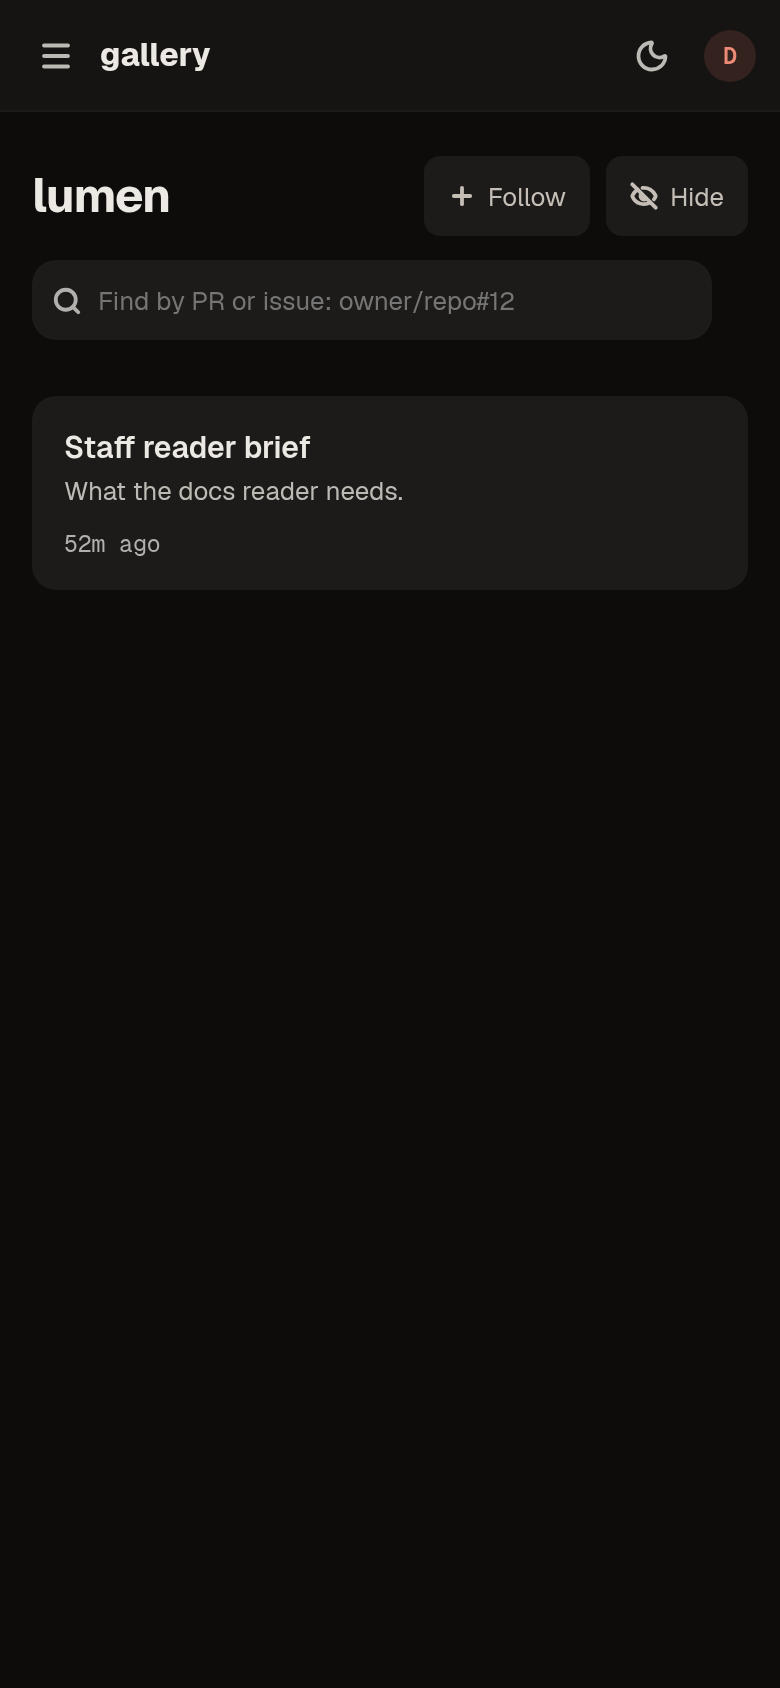 gallery
D
lumen
Follow
Hide
Find by PR or issue: owner/repo#12
Staff reader brief
What the docs reader needs.
52m ago